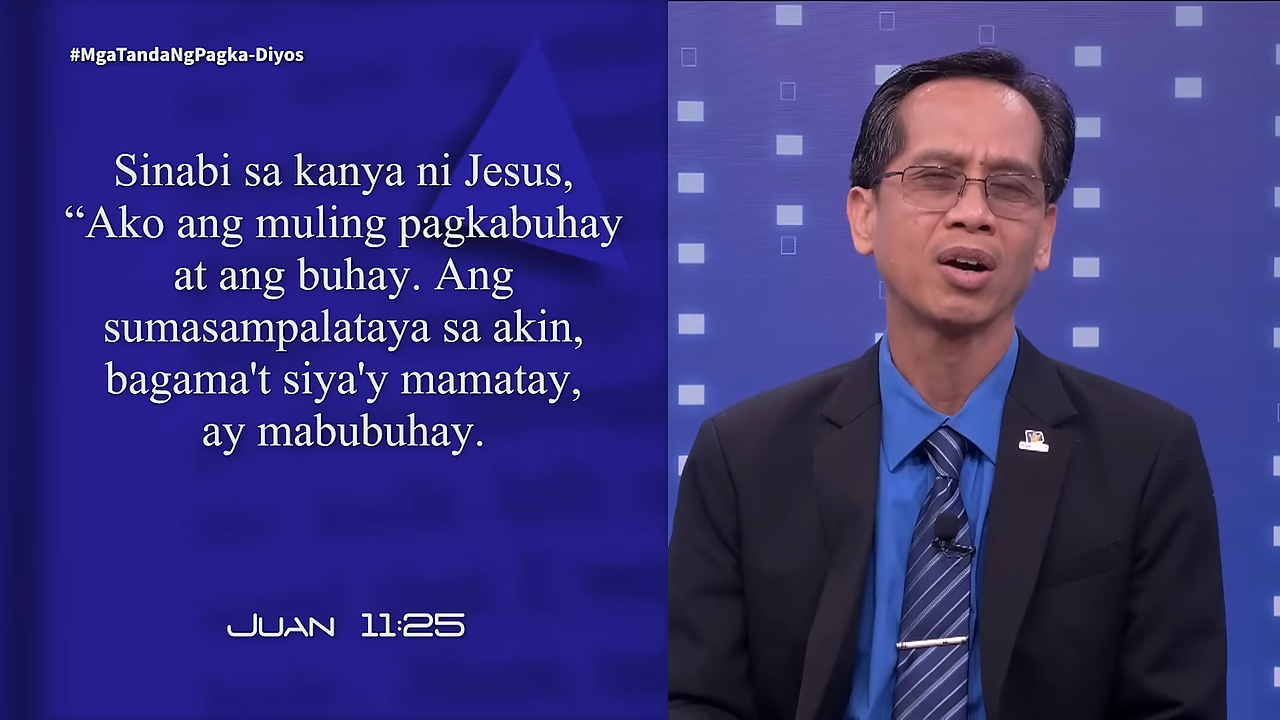 #MgaTandaNgPagka-Diyos
Sinabi sa kanya ni Jesus,
“Ako ang muling pagkabuhay
at ang buhay. Ang
sumasampalataya sa akin,
bagama't siya'y mamatay,
ay mabubuhay.
JUAN 11:25